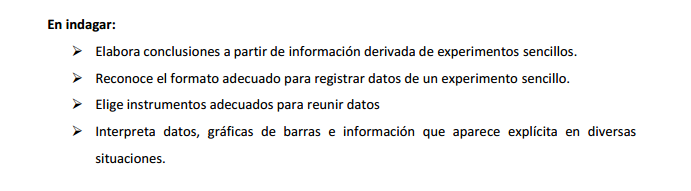 En indagar:
➢ Elabora conclusiones a partir de información derivada de experimentos sencillos.
➢ Reconoce el formato adecuado para registrar datos de un experimento sencillo.
➢ Elige instrumentos adecuados para reunir datos
➢ Interpreta datos, gráficas de barras e información que aparece explícita en diversas
situaciones.